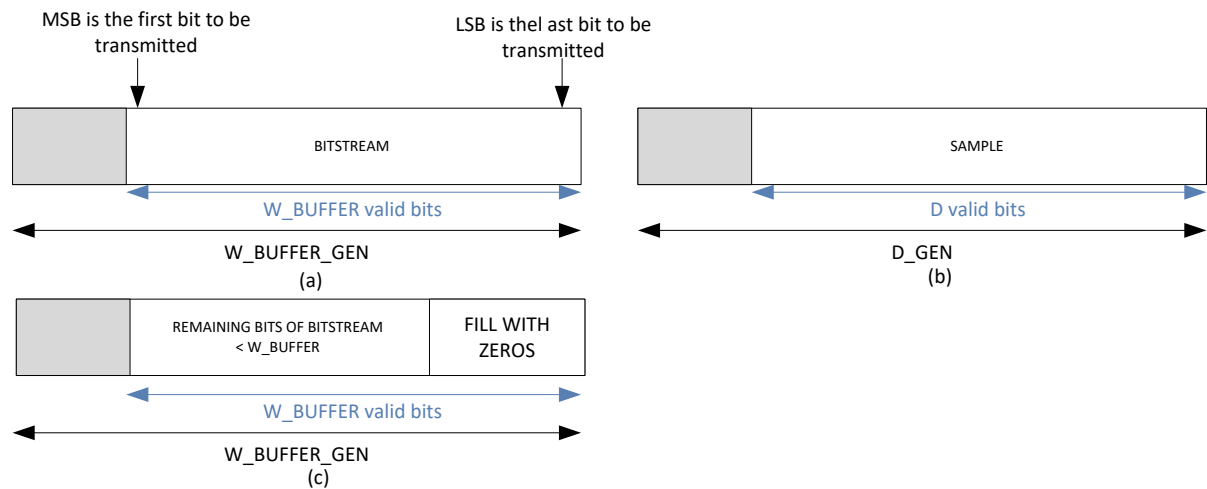 MSB is the first bit to be
transmitted
LSB is thel ast bit to be
transmitted
BITSTREAM
W_BUFFER valid bits
W_BUFFER_GEN
(a)
SAMPLE
D valid bits
D_GEN
(b)
REMAINING BITS OF BITSTREAM
< W_BUFFER
FILL WITH
ZEROS
W_BUFFER valid bits
W_BUFFER_GEN
(c)